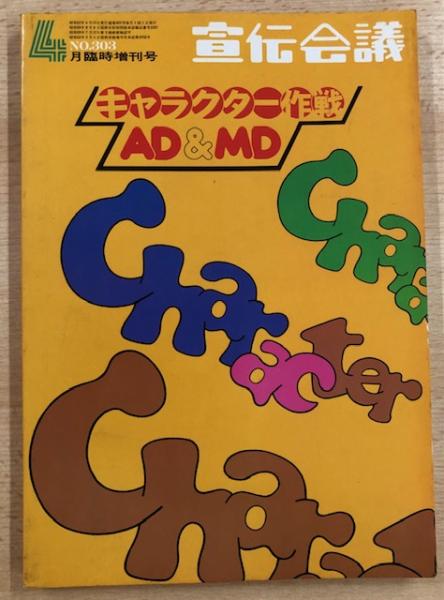 宣伝会議
4
NO.303
月臨時増刊号
キャラクター作戦
AD&MD
Chara
Character
Charac